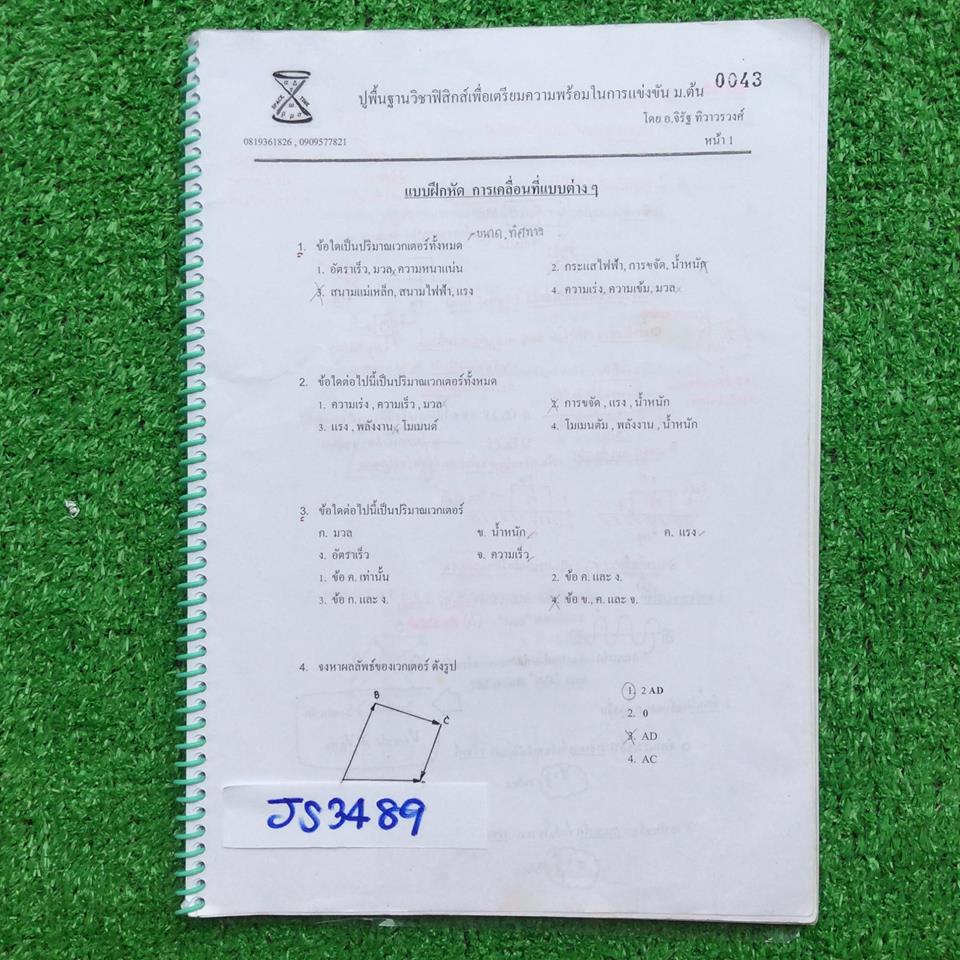 ปูพื้นฐานวิชาฟิสิกส์เพื่อเตรียมความพร้อมในการแข่งขัน ม.ต้น 0043
SPACE TIME
โดย อ.จิรัฐ ทิวาวรวงศ์
0819361826 , 0909577821 หน้า 1
แบบฝึกหัด การเคลื่อนที่แบบต่าง ๆ
ขนาด, ทิศทาง
1. ข้อใดเป็นปริมาณเวกเตอร์ทั้งหมด
1. อัตราเร็ว, มวล, ความหนาแน่น 2. กระแสไฟฟ้า, การขจัด, น้ำหนัก
3. สนามแม่เหล็ก, สนามไฟฟ้า, แรง 4. ความเร่ง, ความเข้ม, มวล
2. ข้อใดต่อไปนี้เป็นปริมาณเวกเตอร์ทั้งหมด
1. ความเร่ง , ความเร็ว , มวล 2. การขจัด , แรง , น้ำหนัก
3. แรง , พลังงาน , โมเมนต์ 4. โมเมนตัม , พลังงาน , น้ำหนัก
3. ข้อใดต่อไปนี้เป็นปริมาณเวกเตอร์
ก. มวล ข. น้ำหนัก ค. แรง
ง. อัตราเร็ว จ. ความเร็ว
1. ข้อ ค. เท่านั้น 2. ข้อ ค. และ ง.
3. ข้อ ก. และ ง. 4. ข้อ ข., ค. และ จ.
4. จงหาผลลัพธ์ของเวกเตอร์ ดังรูป
B
C
1. 2 AD
2. 0
3. AD
4. AC
JS3489